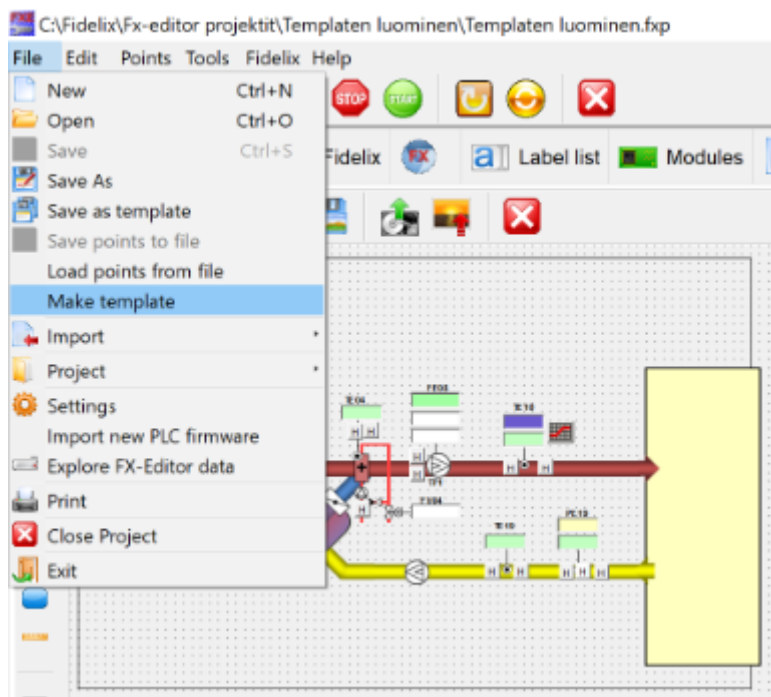 C:\Fidelix\Fx-editor projektit\Templaten luominen\Templaten luominen.fxp
File Edit Points Tools Fidelix Help
New Ctrl+N
Open Ctrl+O
Save Ctrl+S
Save As
Save as template
Save points to file
Load points from file
Make template
Import
Project
Settings
Import new PLC firmware
Explore FX-Editor data
Print
Close Project
Exit
STOP START
Fidelix FX a Label list Modules
TE10
H H
H H
H
H
H
TE10
H H
H H H